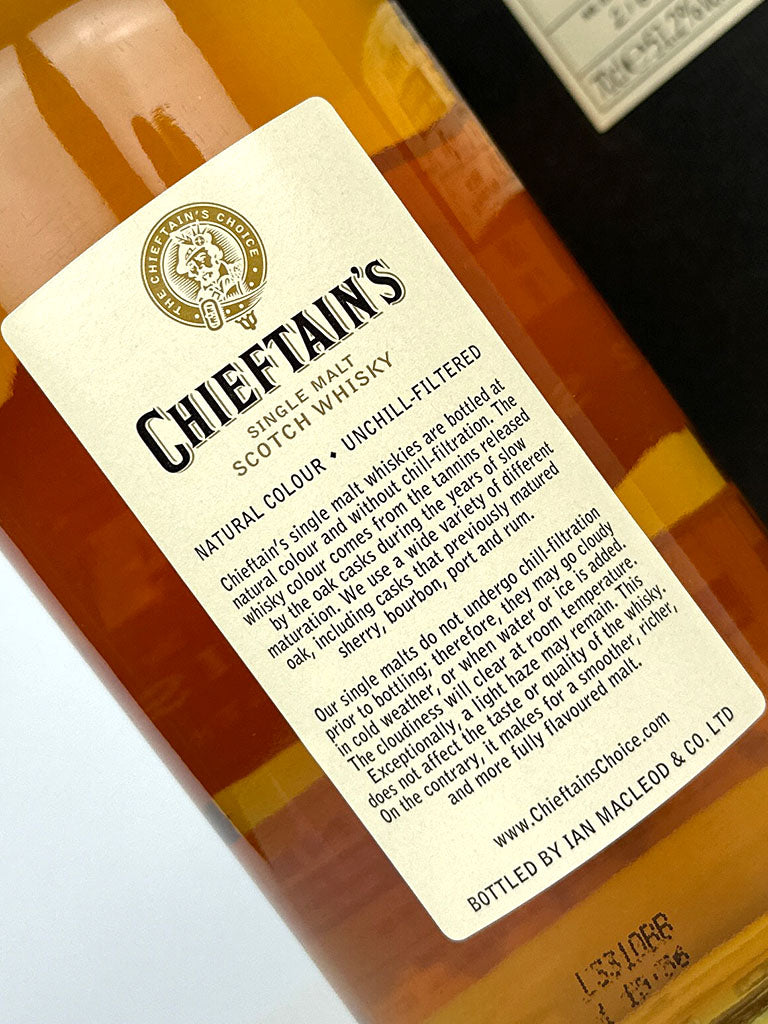 70cl e 51.2%
THE CHIEFTAIN'S CHOICE
CHIEFTAIN'S
SINGLE MALT
SCOTCH WHISKY
NATURAL COLOUR ♦ UNCHILL-FILTERED
Chieftain's single malt whiskies are bottled at
natural colour and without chill-filtration. The
whisky colour comes from the tannins released
by the oak casks during the years of slow
maturation. We use a wide variety of different
oak, including casks that previously matured
sherry, bourbon, port and rum.
Our single malts do not undergo chill-filtration
prior to bottling; therefore, they may go cloudy
in cold weather, or when water or ice is added.
The cloudiness will clear at room temperature.
Exceptionally, a light haze may remain. This
does not affect the taste or quality of the whisky.
On the contrary, it makes for a smoother, richer,
and more fully flavoured malt.
www.ChieftainsChoice.com
BOTTLED BY IAN MACLEOD & CO. LTD